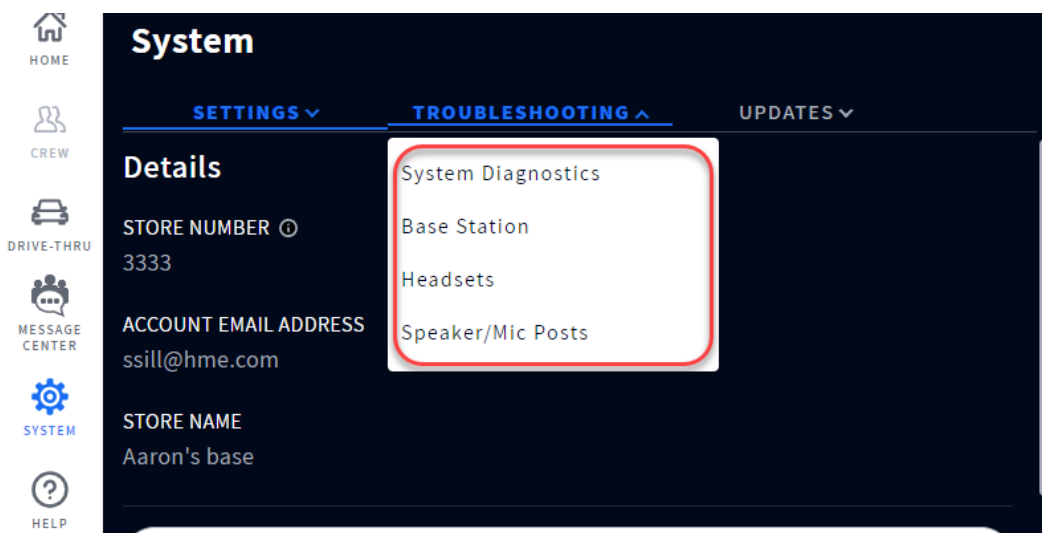 HOME
CREW
DRIVE-THRU
MESSAGE
CENTER
SYSTEM
HELP
System
SETTINGS
TROUBLESHOOTING
UPDATES
System Diagnostics
Base Station
Headsets
Speaker/Mic Posts
Details
STORE NUMBER
3333
ACCOUNT EMAIL ADDRESS
ssill@hme.com
STORE NAME
Aaron's base